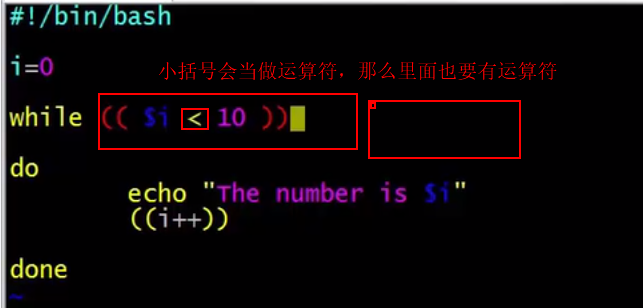 #!/bin/bash
i=0
小括号会当做运算符，那么里面也要有运算符
while (( $i < 10 ))
do
echo "The number is $i"
((i++))
done
~